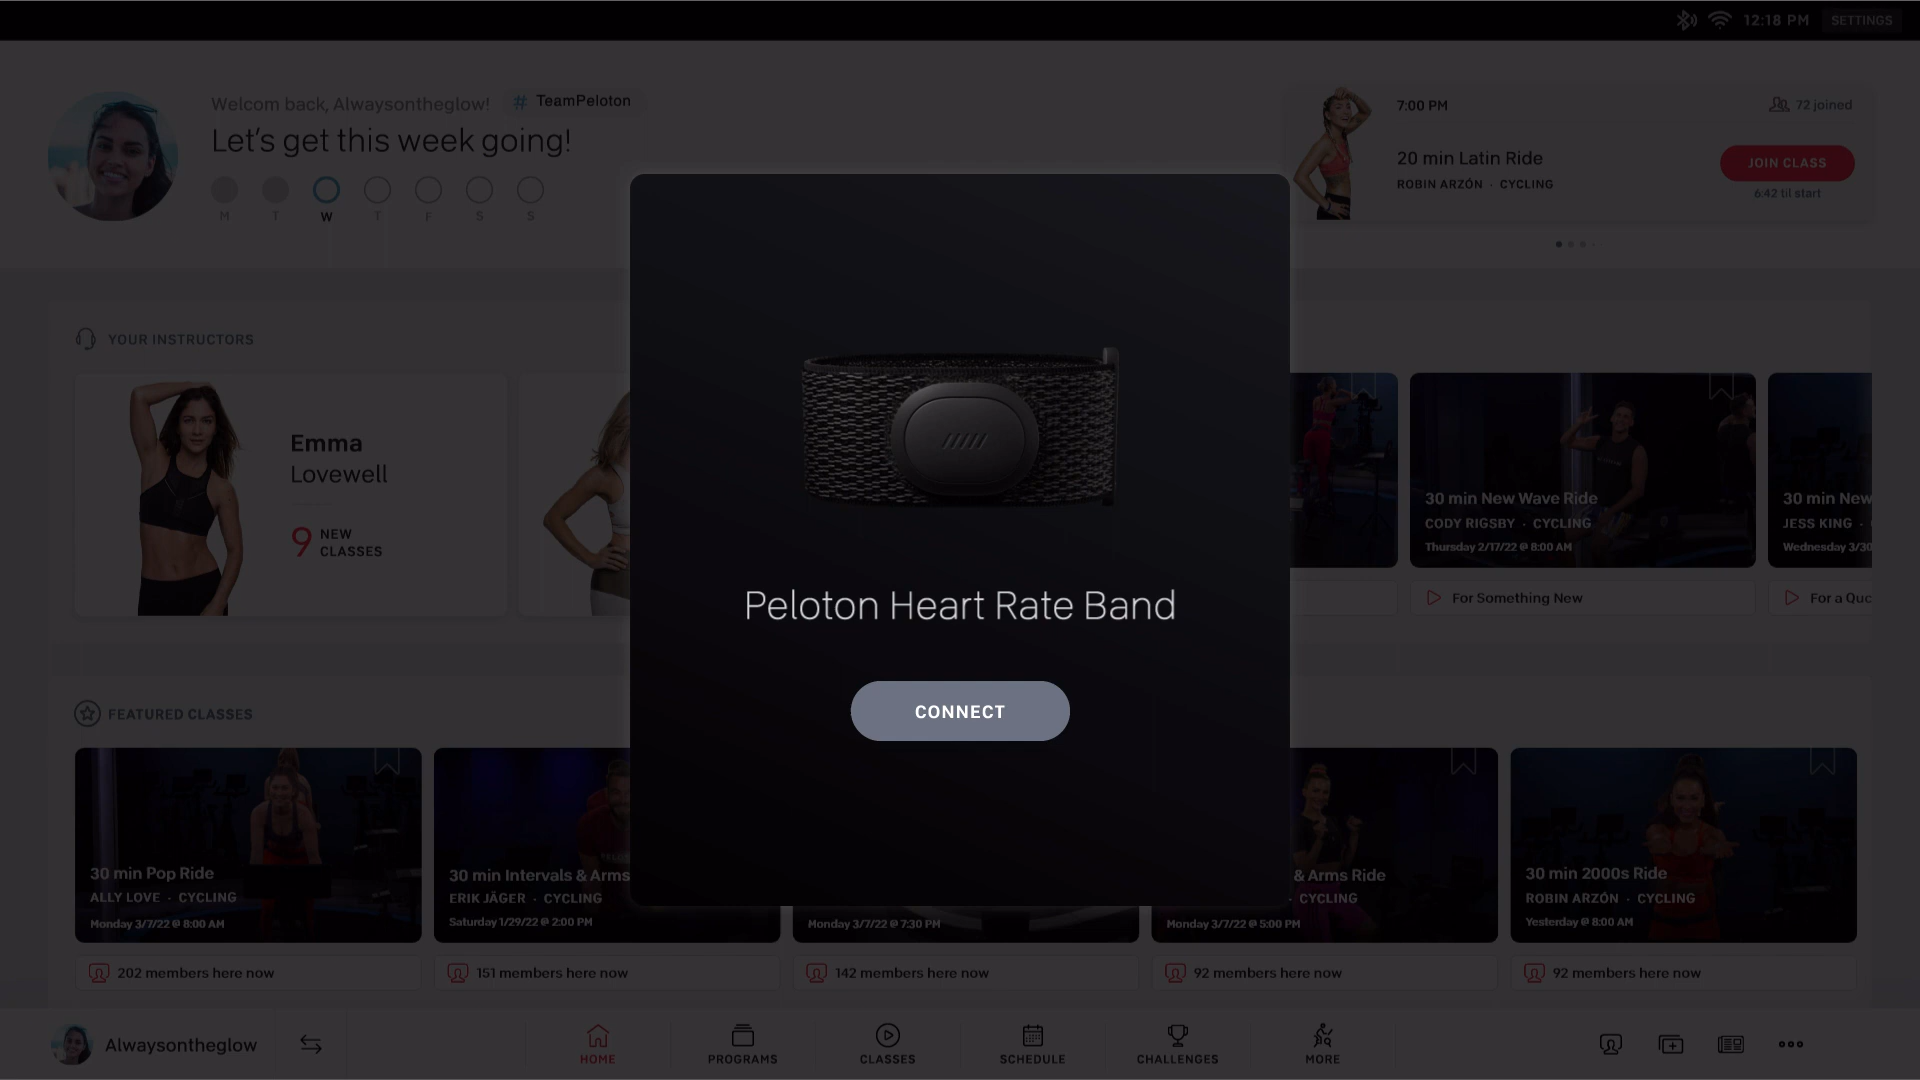 12:18 PM
SETTINGS
Welcom back, Alwaysontheglow!
# TeamPeloton
Let's get this week going!
M T W T F S S
7:00 PM
72 joined
20 min Latin Ride
ROBIN ARZÓN · CYCLING
JOIN CLASS
6:42 til start
YOUR INSTRUCTORS
Emma
Lovewell
9 NEW
CLASSES
30 min New Wave Ride
CODY RIGSBY · CYCLING
Thursday 2/17/22 @ 8:00 AM
For Something New
30 min New
JESS KING ·
Wednesday 3/30
For a Quc
Peloton Heart Rate Band
CONNECT
FEATURED CLASSES
30 min Pop Ride
ALLY LOVE · CYCLING
Monday 3/7/22 @ 8:00 AM
202 members here now
30 min Intervals & Arms
ERIK JÄGER · CYCLING
Saturday 1/29/22 @ 2:00 PM
151 members here now
Monday 3/7/22 @ 7:30 PM
142 members here now
& Arms Ride
· CYCLING
Monday 3/7/22 @ 5:00 PM
92 members here now
30 min 2000s Ride
ROBIN ARZÓN · CYCLING
Yesterday @ 8:00 AM
92 members here now
Alwaysontheglow
HOME
PROGRAMS
CLASSES
SCHEDULE
CHALLENGES
MORE